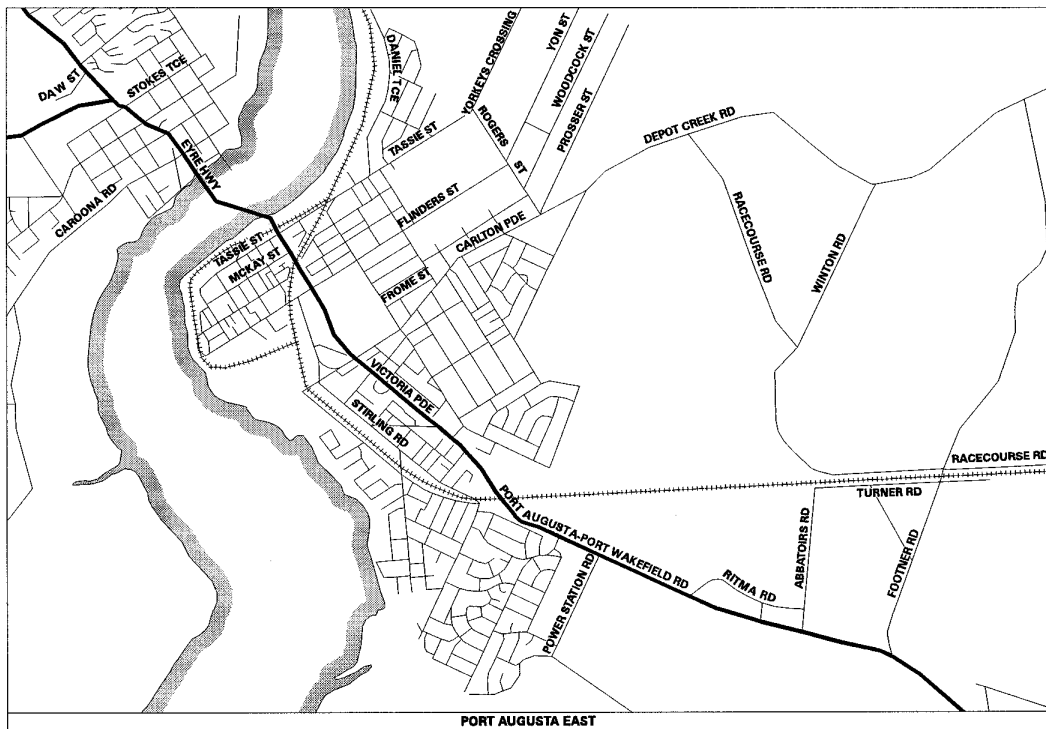 DAW ST
STOKES TCE
DANIEL TCE
YORKEYS CROSSING
YON ST
WOODCOCK ST
PROSSER ST
ROGERS ST
DEPOT CREEK RD
TASSIE ST
EYRE HWY
CAROONA RD
FLINDERS ST
CARLTON PDE
RACECOURSE RD
WINTON RD
TASSIE ST
MCKAY ST
FROME ST
VICTORIA PDE
STIRLING RD
RACECOURSE RD
TURNER RD
PORT AUGUSTA-PORT WAKEFIELD RD
ABBATOIRS RD
FOOTNER RD
RITMA RD
POWER STATION RD
PORT AUGUSTA EAST